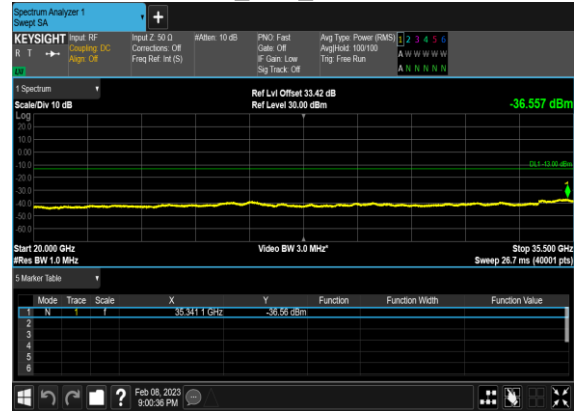 Spectrum Analyzer 1
Swept SA
+
KEYSIGHT Input: RF Input Z: 50 Ω #Atten: 10 dB PNO: Fast Avg Type: Power (RMS) 1 2 3 4 5 6
R T Coupling: DC Corrections: Off Gate: Off Avg|Hold: 100/100 A W W W W W
Align: Off Freq Ref: Int (S) IF Gain: Low Trig: Free Run
Sig Track: Off A N N N N N
1 Spectrum Ref Lvl Offset 33.42 dB
Scale/Div 10 dB Ref Level 30.00 dBm -36.557 dBm
Log
20.0
10.0
0.00
-10.0 DL1 -13.00 dBm
-20.0
-30.0 1
-40.0
-50.0
-60.0
Start 20.000 GHz Video BW 3.0 MHz* Stop 35.500 GHz
#Res BW 1.0 MHz Sweep 26.7 ms (40001 pts)
5 Marker Table
Mode Trace Scale X Y Function Function Width Function Value
1 N 1 f 35.341 1 GHz -36.56 dBm
2
3
4
5
6
? Feb 08, 2023
9:00:36 PM